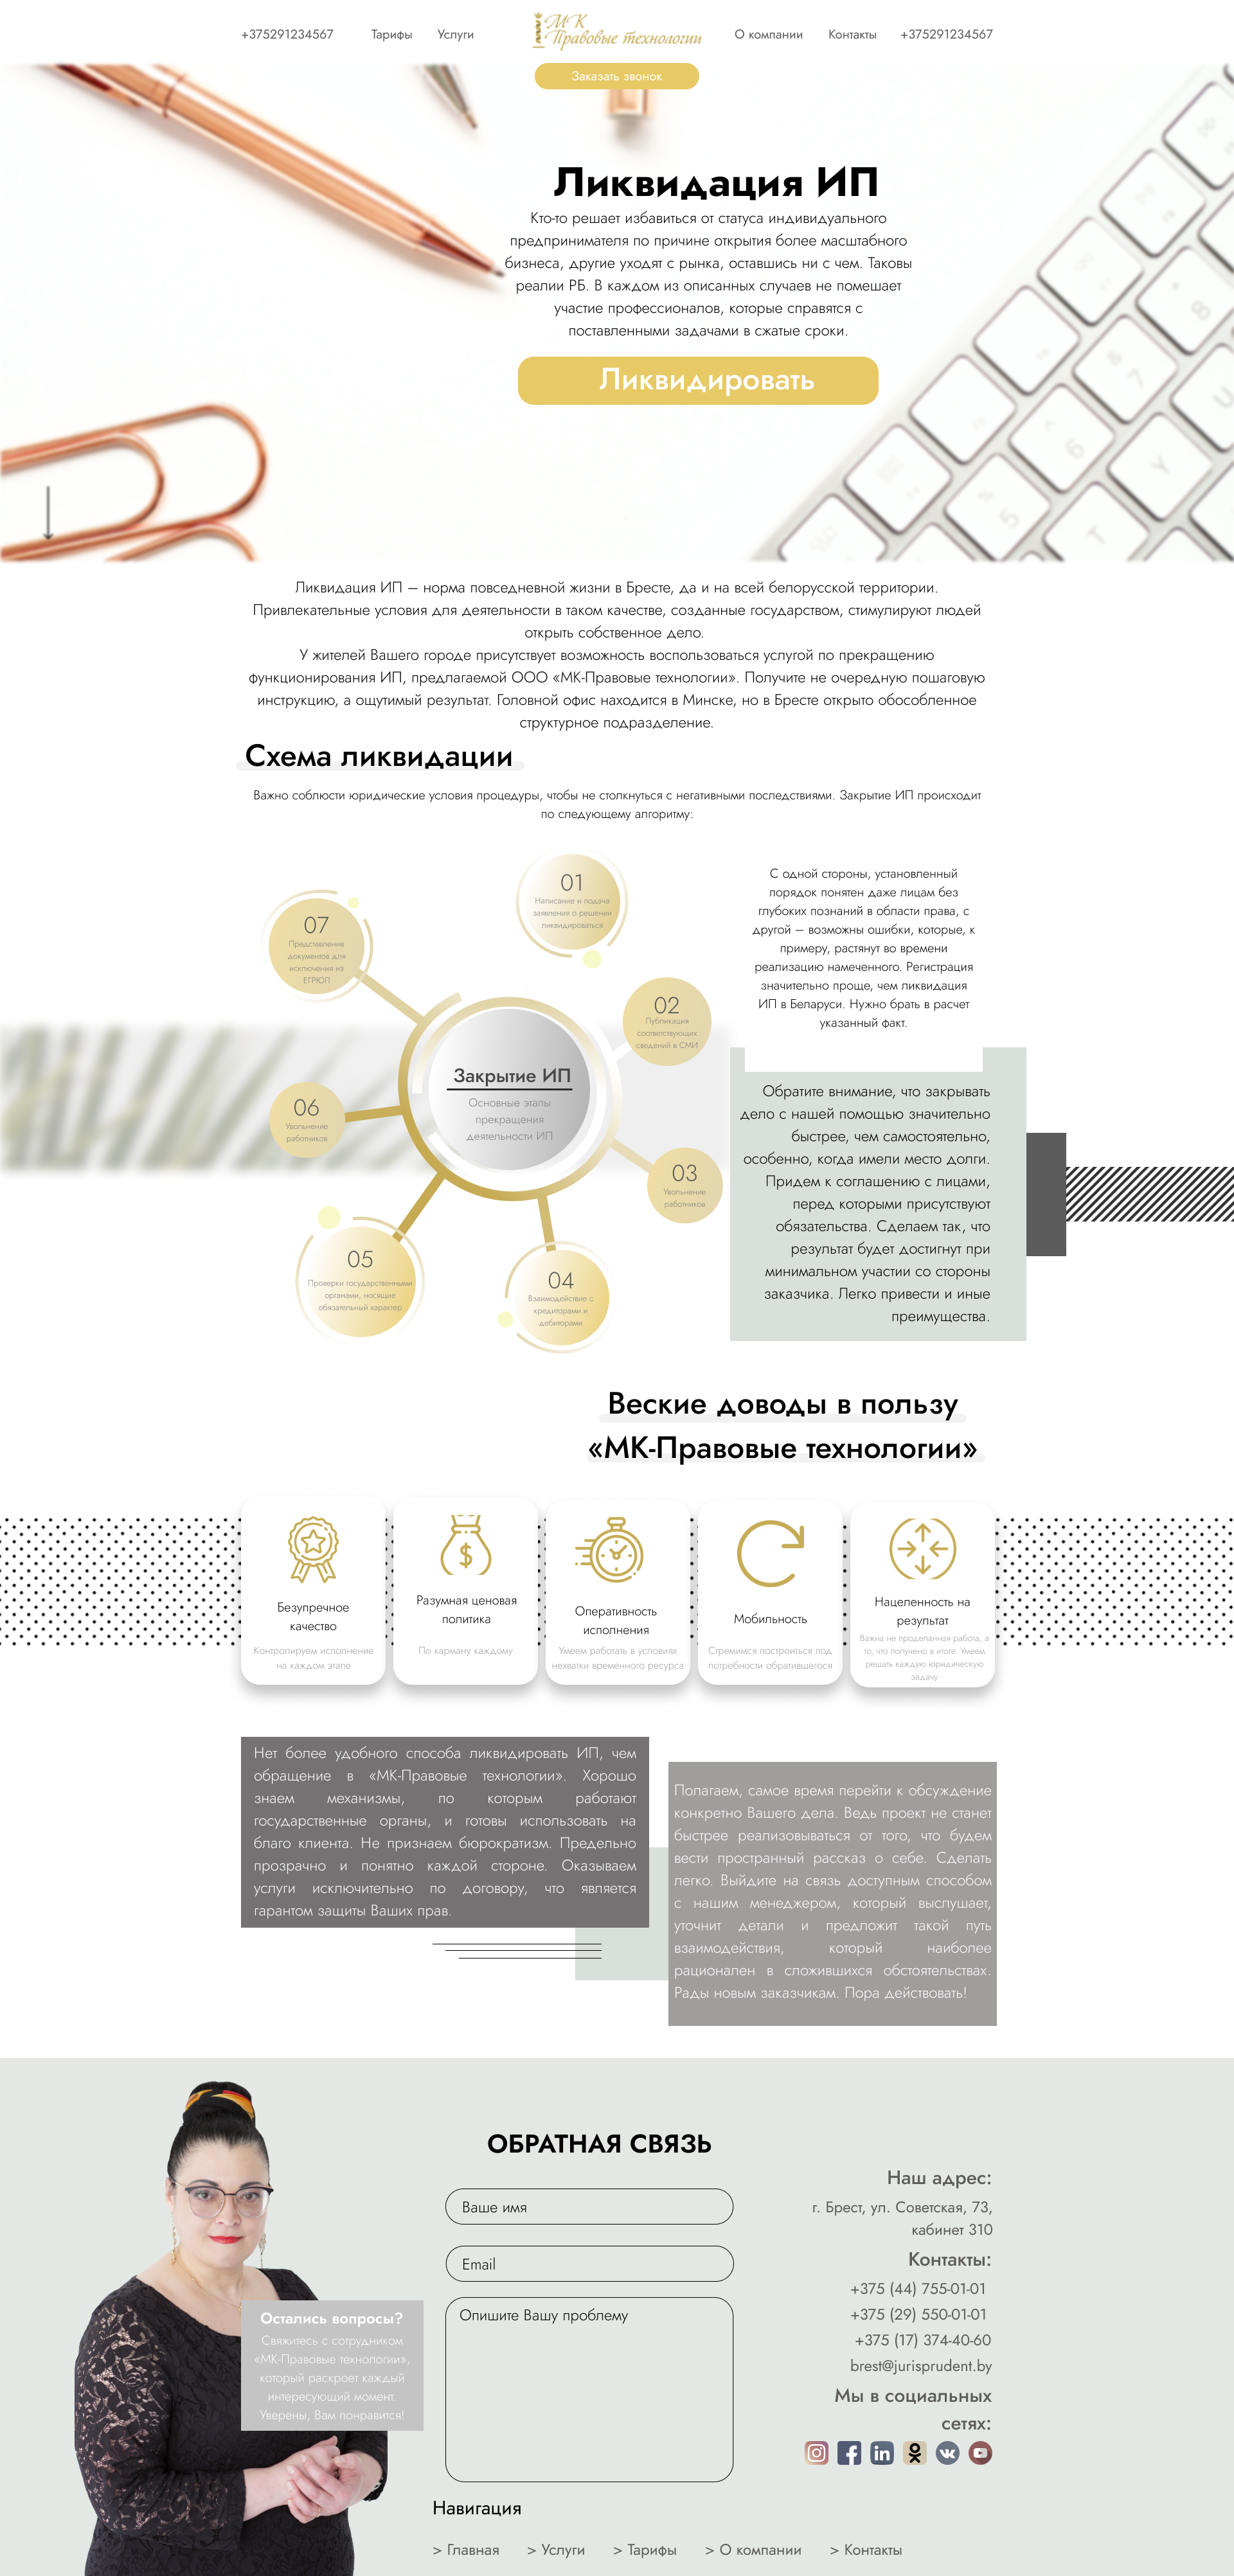 +375291234567
Тарифы
Услуги
МК
Правовые технологии
О компании
Контакты
+375291234567
Заказать звонок
Ликвидация ИП
Кто-то решает избавиться от статуса индивидуального
предпринимателя по причине открытия более масштабного
бизнеса, другие уходят с рынка, оставшись ни с чем. Таковы
реалии РБ. В каждом из описанных случаев не помешает
участие профессионалов, которые справятся с
поставленными задачами в сжатые сроки.
Ликвидировать
Ликвидация ИП – норма повседневной жизни в Бресте, да и на всей белорусской территории.
Привлекательные условия для деятельности в таком качестве, созданные государством, стимулируют людей
открыть собственное дело.
У жителей Вашего городе присутствует возможность воспользоваться услугой по прекращению
функционирования ИП, предлагаемой ООО «МК-Правовые технологии». Получите не очередную пошаговую
инструкцию, а ощутимый результат. Головной офис находится в Минске, но в Бресте открыто обособленное
структурное подразделение.
Схема ликвидации
Важно соблюсти юридические условия процедуры, чтобы не столкнуться с негативными последствиями. Закрытие ИП происходит
по следующему алгоритму:
01
Написание и подача
заявления о решении
ликвидироваться
02
Публикация
соответствующих
сведений в СМИ
03
Увольнение
работников
04
Взаимодействие с
кредиторами и
дебиторами
05
Проверки государственными
органами, носящие
обязательный характер
06
Увольнение
работников
07
Представление
документов для
исключения из
ЕГРЮЛ
Закрытие ИП
Основные этапы
прекращения
деятельности ИП
С одной стороны, установленный
порядок понятен даже лицам без
глубоких познаний в области права, с
другой – возможны ошибки, которые, к
примеру, растянут во времени
реализацию намеченного. Регистрация
значительно проще, чем ликвидация
ИП в Беларуси. Нужно брать в расчет
указанный факт.
Обратите внимание, что закрывать
дело с нашей помощью значительно
быстрее, чем самостоятельно,
особенно, когда имели место долги.
Придем к соглашению с лицами,
перед которыми присутствуют
обязательства. Сделаем так, что
результат будет достигнут при
минимальном участии со стороны
заказчика. Легко привести и иные
преимущества.
Веские доводы в пользу
«МК-Правовые технологии»
Безупречное
качество
Контролируем исполнение
на каждом этапе
Разумная ценовая
политика
По карману каждому
Оперативность
исполнения
Умеем работать в условиях
нехватки временного ресурса
Мобильность
Стремимся построиться под
потребности обратившегося
Нацеленность на
результат
Важна не проделанная работа, а
то, что получено в итоге. Умеем
решать каждую юридическую
задачу
Нет более удобного способа ликвидировать ИП, чем
обращение в «МК-Правовые технологии». Хорошо
знаем механизмы, по которым работают
государственные органы, и готовы использовать на
благо клиента. Не признаем бюрократизм. Предельно
прозрачно и понятно каждой стороне. Оказываем
услуги исключительно по договору, что является
гарантом защиты Ваших прав.
Полагаем, самое время перейти к обсуждение
конкретно Вашего дела. Ведь проект не станет
быстрее реализовываться от того, что будем
вести пространный рассказ о себе. Сделать
легко. Выйдите на связь доступным способом
с нашим менеджером, который выслушает,
уточнит детали и предложит такой путь
взаимодействия, который наиболее
рационален в сложившихся обстоятельствах.
Рады новым заказчикам. Пора действовать!
ОБРАТНАЯ СВЯЗЬ
Ваше имя
Email
Опишите Вашу проблему
Остались вопросы?
Свяжитесь с сотрудником
«МК-Правовые технологии»,
который раскроет каждый
интересующий момент.
Уверены, Вам понравится!
Наш адрес:
г. Брест, ул. Советская, 73,
кабинет 310
Контакты:
+375 (44) 755-01-01
+375 (29) 550-01-01
+375 (17) 374-40-60
brest@jurisprudent.by
Мы в социальных
сетях:
Навигация
> Главная
> Услуги
> Тарифы
> О компании
> Контакты